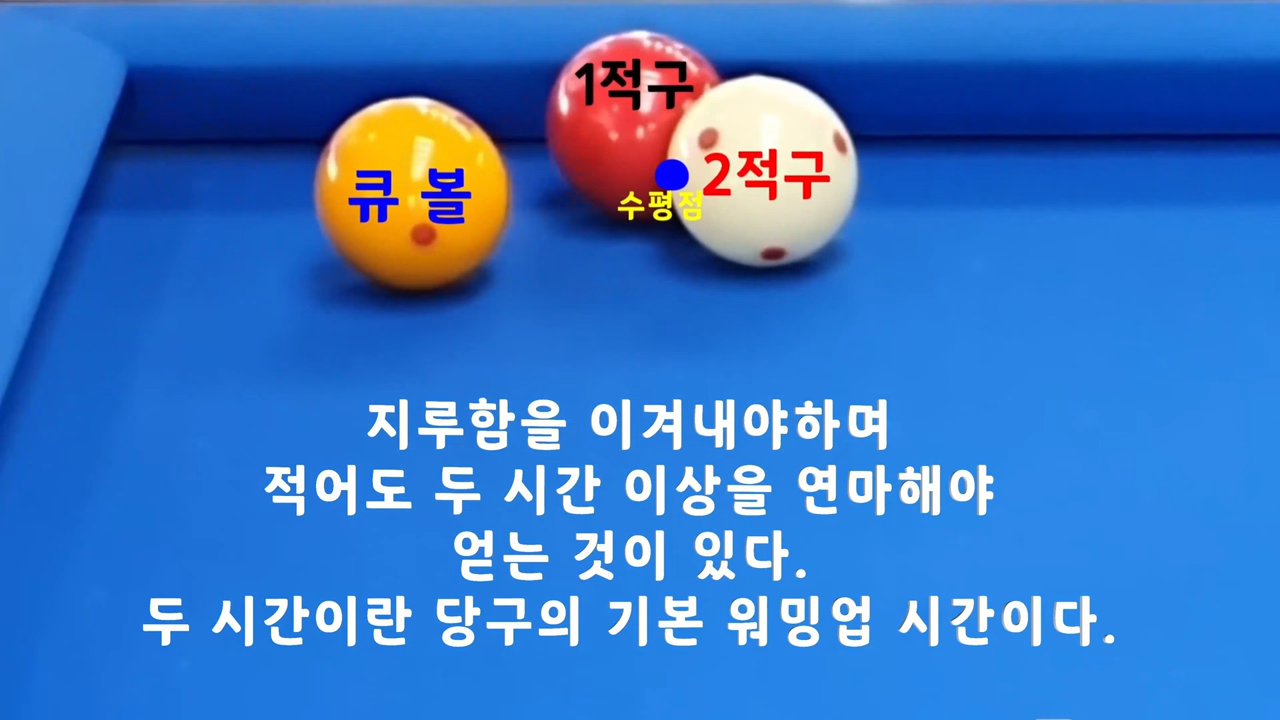 1적구
큐 볼
2적구
수평점
지루함을 이겨내야하며
적어도 두 시간 이상을 연마해야
얻는 것이 있다.
두 시간이란 당구의 기본 워밍업 시간이다.